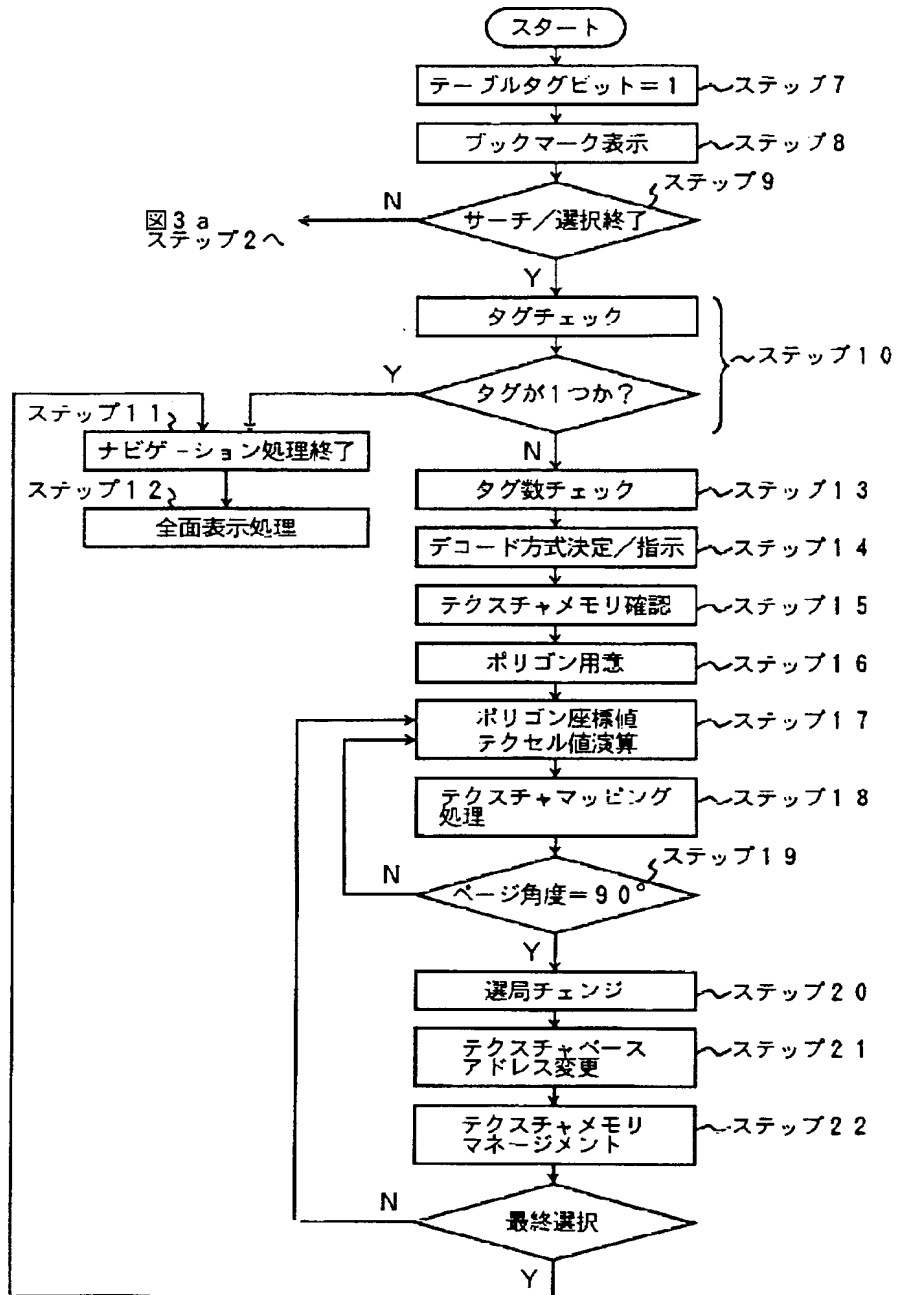 スタート
テーブルタグビット=1
ステップ7
ブックマーク表示
ステップ8
ステップ9
サーチ/選択終了
N
図3a
ステップ2へ
Y
タグチェック
ステップ10
タグが1つか?
Y
ステップ11
ナビゲーション処理終了
ステップ12
全面表示処理
N
タグ数チェック
ステップ13
デコード方式決定/指示
ステップ14
テクスチャメモリ確認
ステップ15
ポリゴン用意
ステップ16
ポリゴン座標値
テクセル値演算
ステップ17
テクスチャマッピング
処理
ステップ18
ステップ19
ページ角度=90°
N
Y
選局チェンジ
ステップ20
テクスチャベース
アドレス変更
ステップ21
テクスチャメモリ
マネージメント
ステップ22
最終選択
N
Y